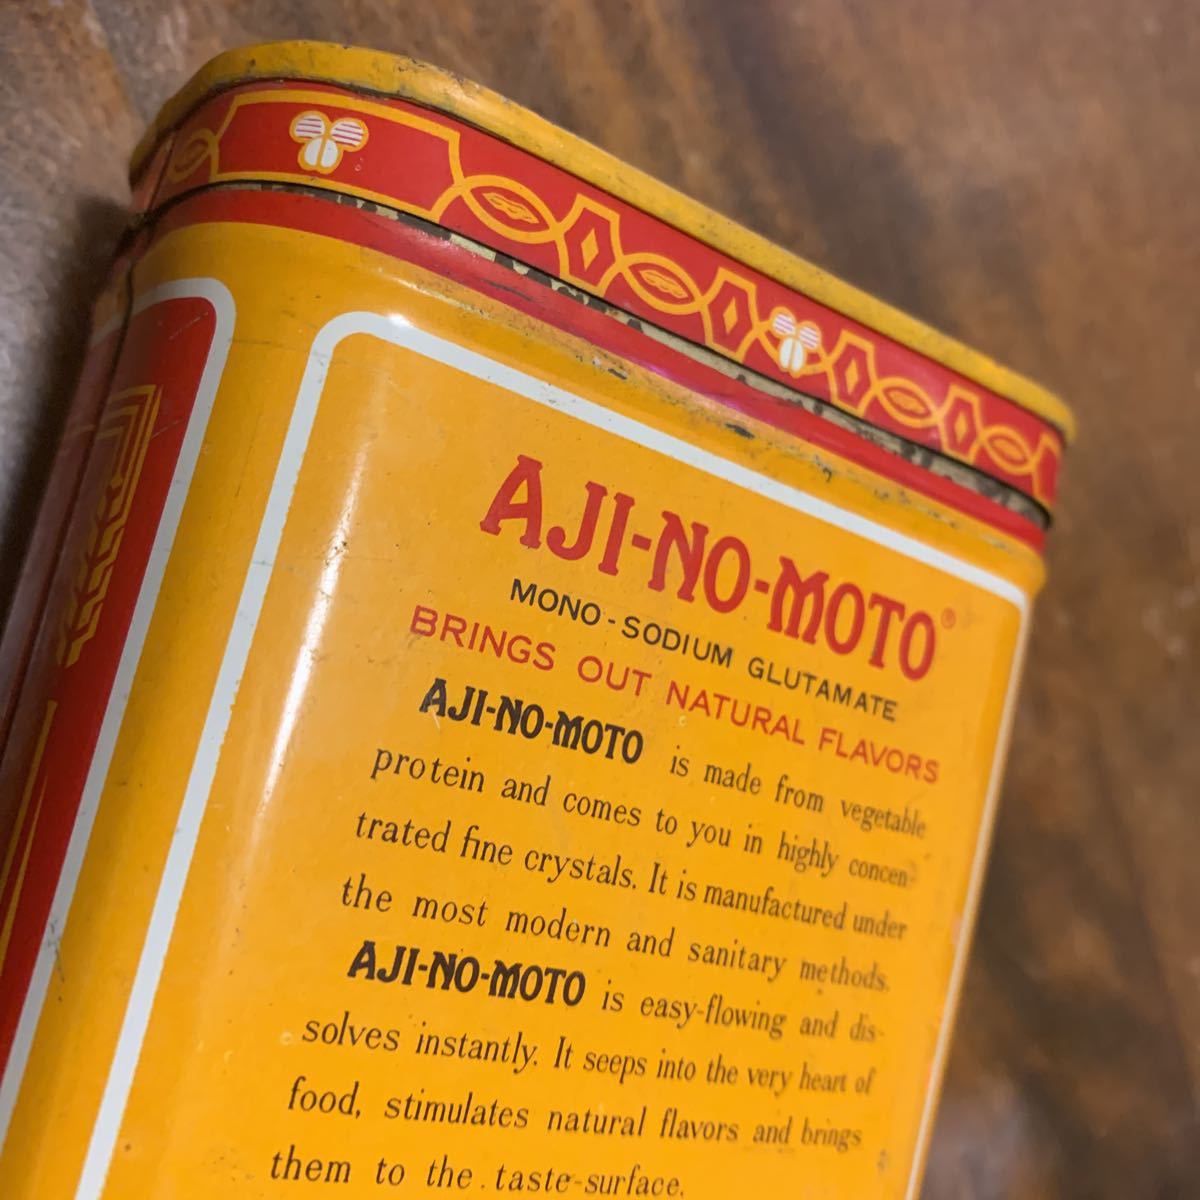 AJI-NO-MOTO®
MONO-SODIUM GLUTAMATE
BRINGS OUT NATURAL FLAVORS
AJI-NO-MOTO is made from vegetable
protein and comes to you in highly concen-
trated fine crystals. It is manufactured under
the most modern and sanitary methods.
AJI-NO-MOTO is easy-flowing and dis-
solves instantly. It seeps into the very heart of
food, stimulates natural flavors and brings
them to the taste-surface.